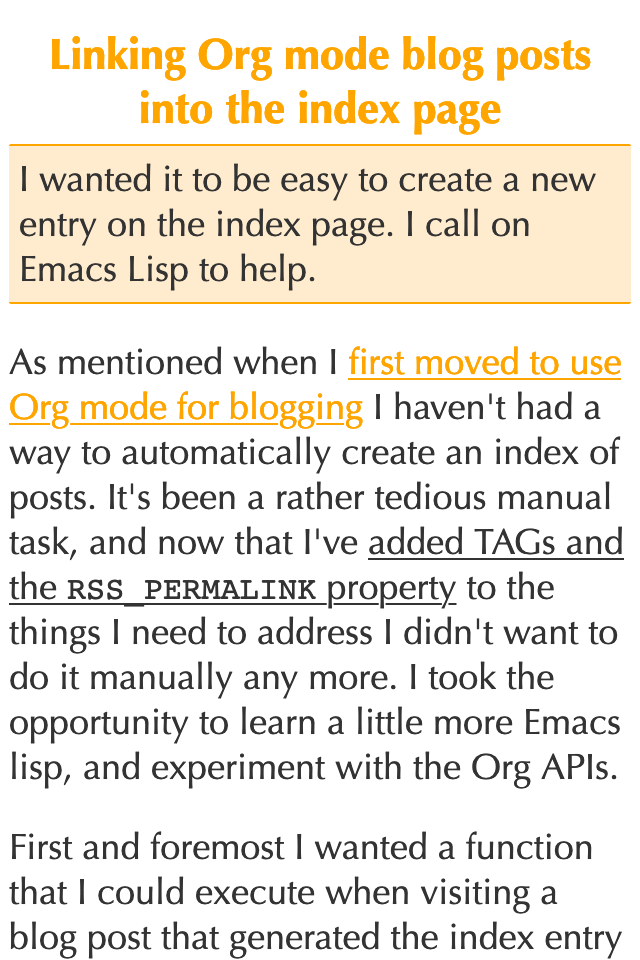 Linking Org mode blog posts
into the index page
I wanted it to be easy to create a new
entry on the index page. I call on
Emacs Lisp to help.
As mentioned when I first moved to use
Org mode for blogging I haven't had a
way to automatically create an index of
posts. It's been a rather tedious manual
task, and now that I've added TAGs and
the RSS_PERMALINK property to the
things I need to address I didn't want to
do it manually any more. I took the
opportunity to learn a little more Emacs
lisp, and experiment with the Org APIs.
First and foremost I wanted a function
that I could execute when visiting a
blog post that generated the index entry